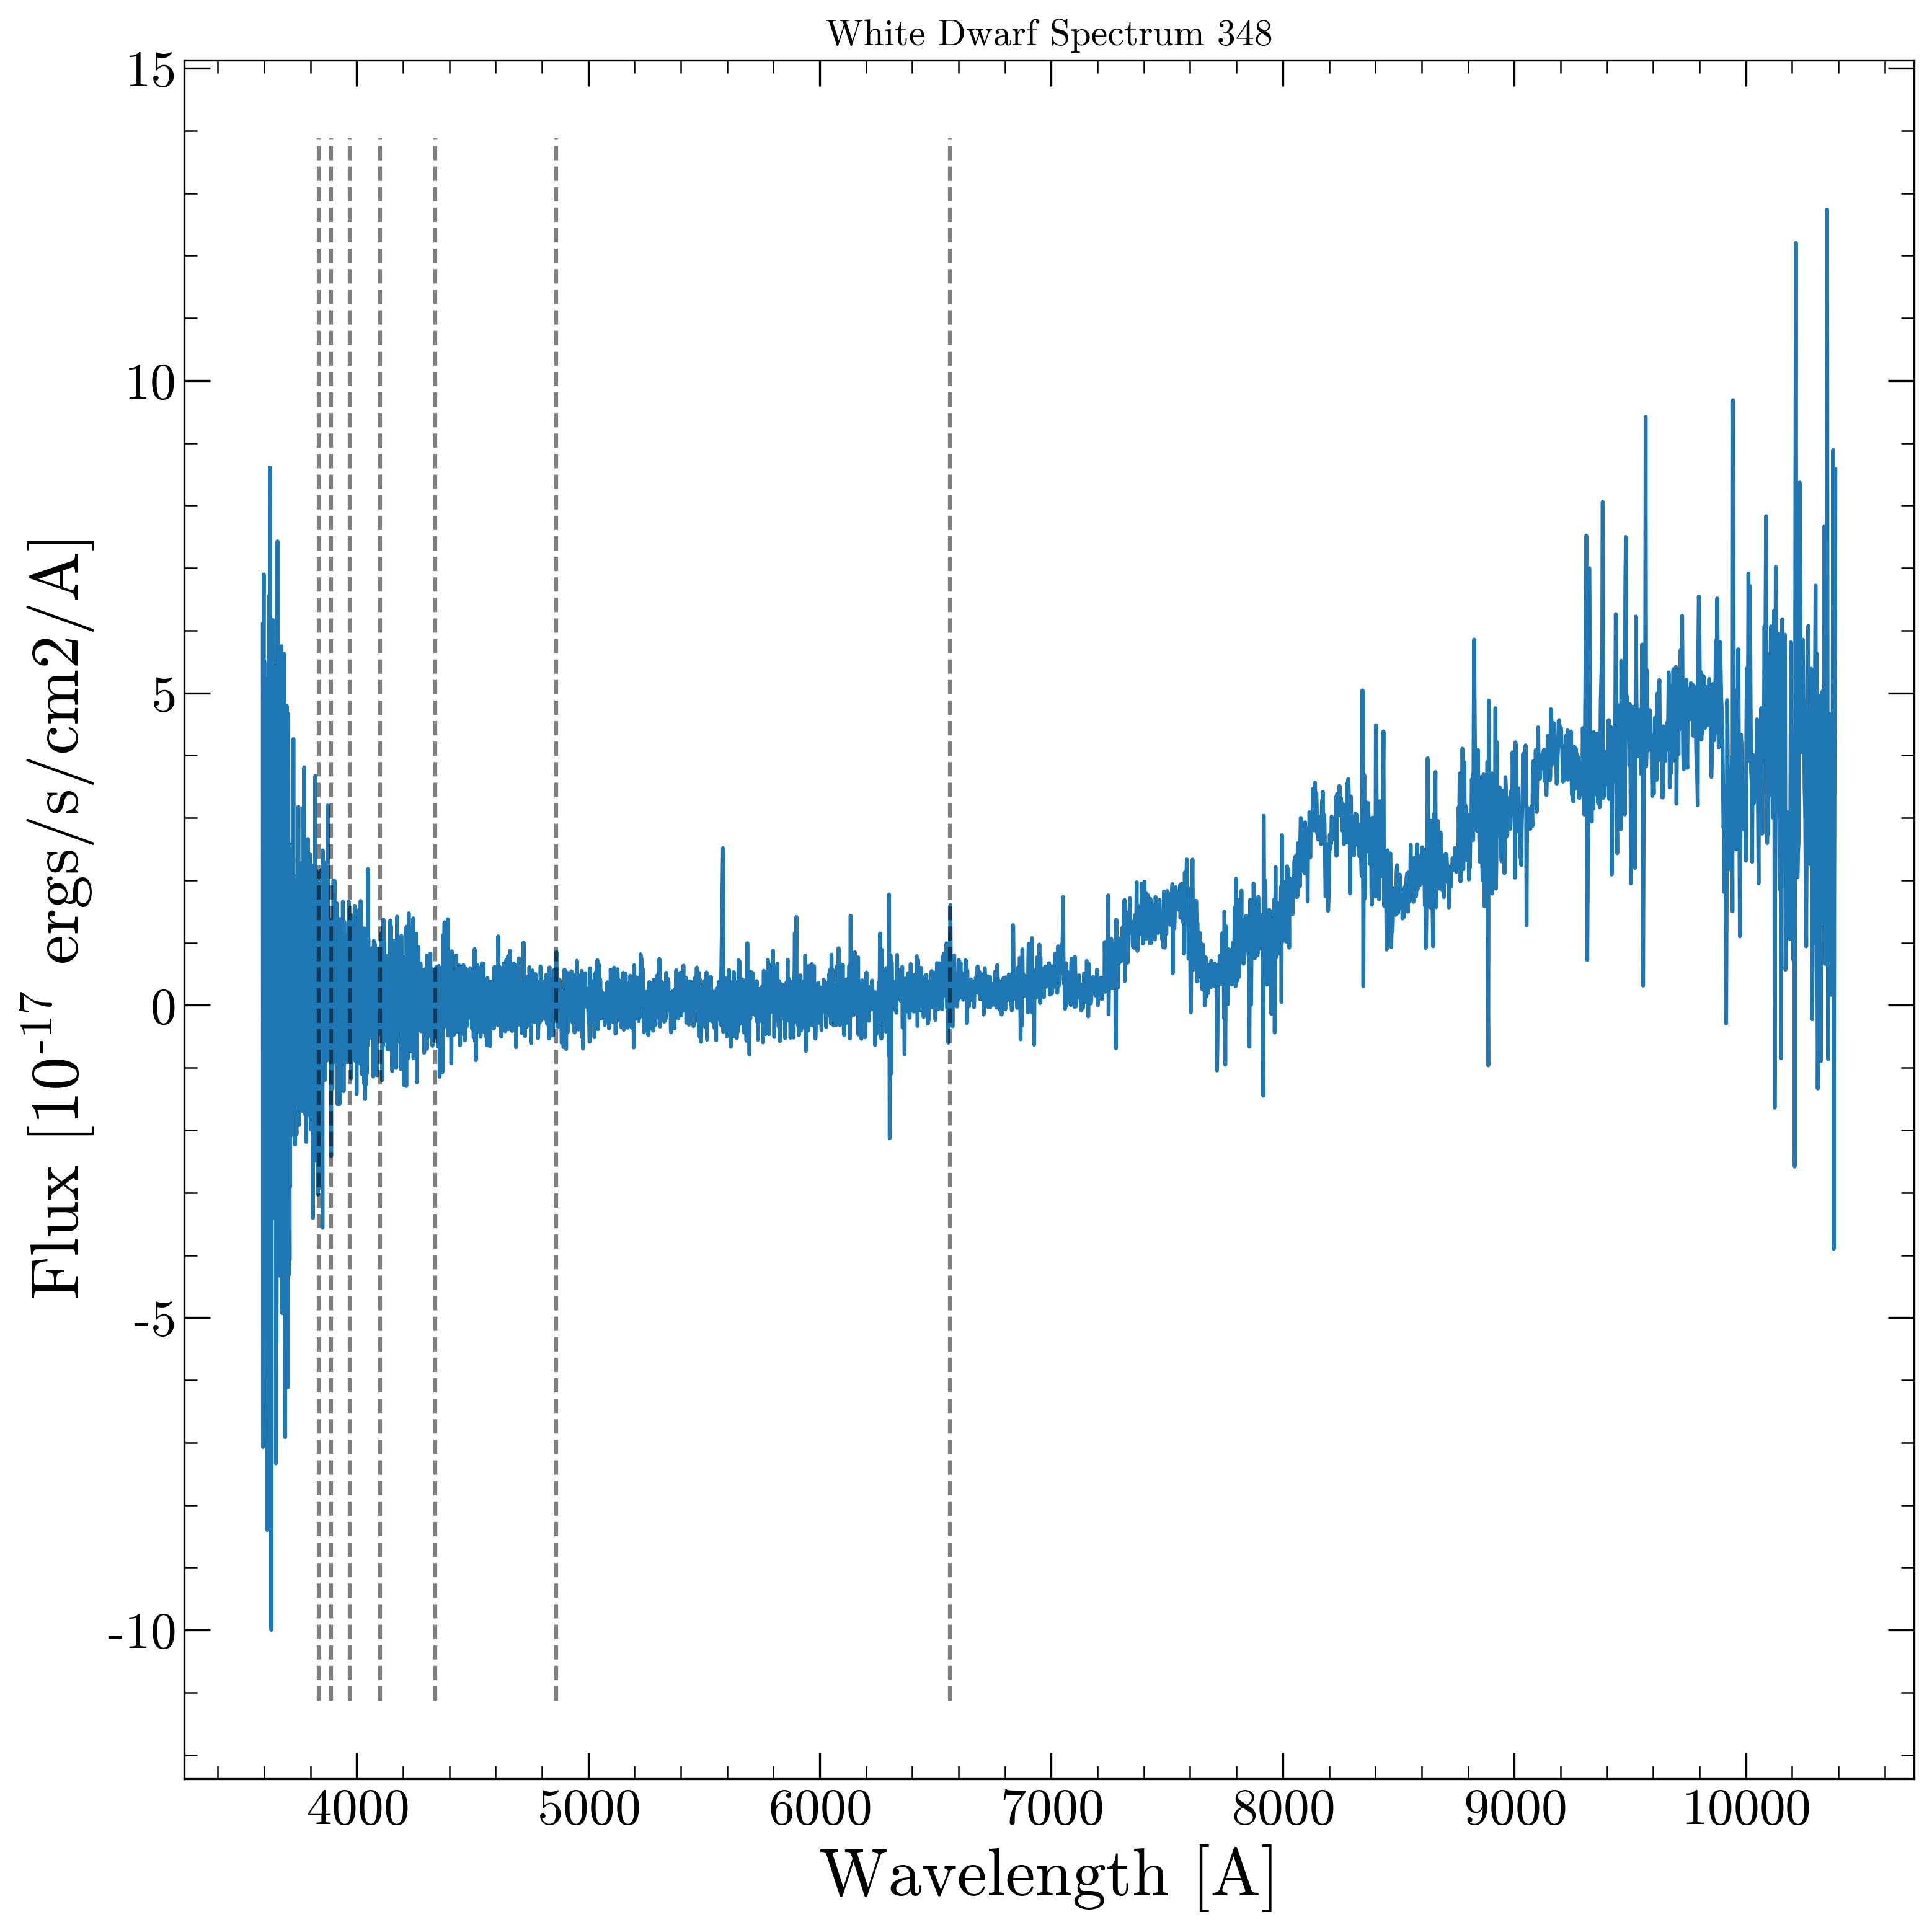 White Dwarf Spectrum 348
15
10
5
0
-5
-10
Flux [10-17 ergs/s/cm2/A]
4000 5000 6000 7000 8000 9000 10000
Wavelength [A]